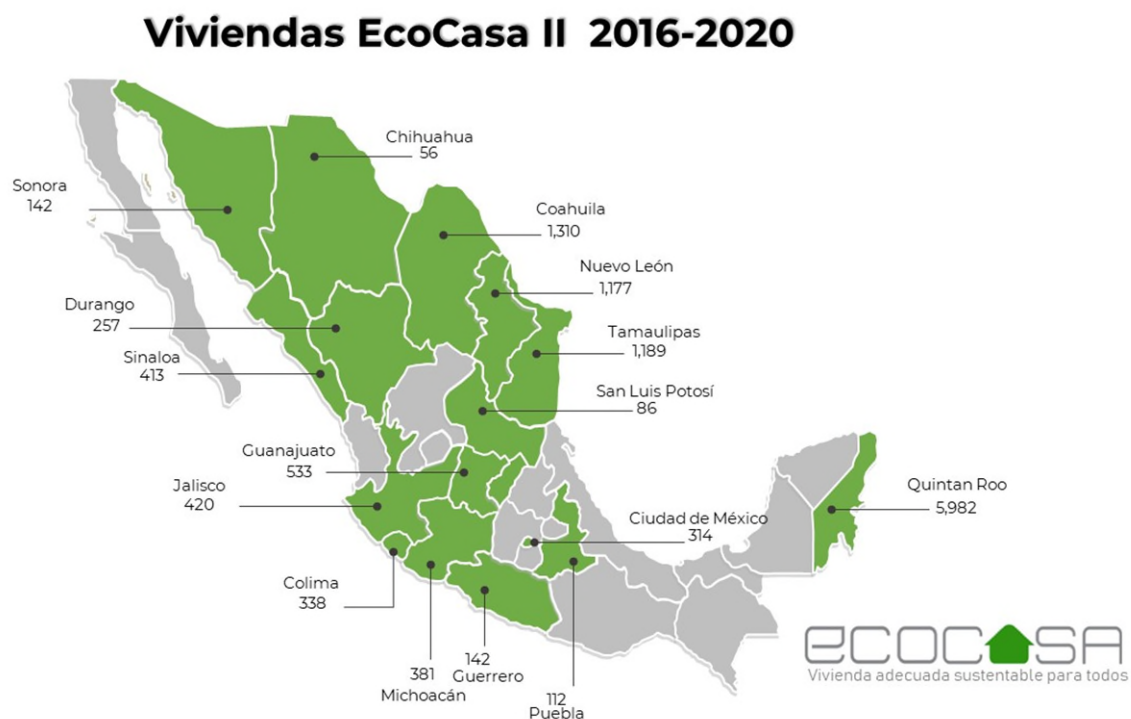 Viviendas EcoCasa II 2016-2020
Chihuahua
56
Sonora
142
Coahuila
1,310
Nuevo León
1,177
Durango
257
Tamaulipas
1,189
Sinaloa
413
San Luis Potosí
86
Guanajuato
533
Jalisco
420
Quintan Roo
5,982
Ciudad de México
314
Colima
338
381
Michoacán
142
Guerrero
112
Puebla
ECOCASA
Vivienda adecuada sustentable para todos